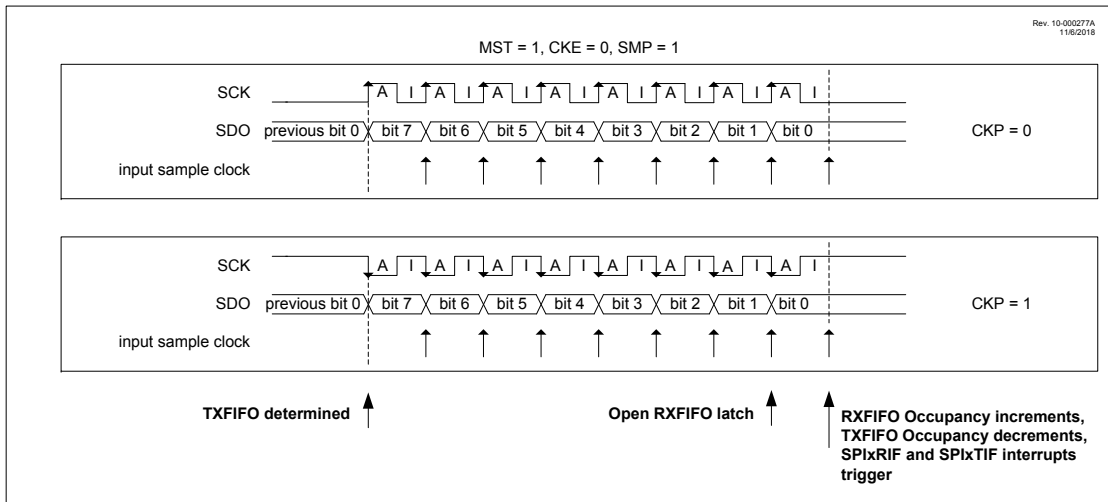 Rev. 10-000277A
11/6/2018
MST = 1, CKE = 0, SMP = 1
SCK A I A I A I A I A I A I A I A I
SDO previous bit 0 bit 7 bit 6 bit 5 bit 4 bit 3 bit 2 bit 1 bit 0 CKP = 0
input sample clock
SCK A I A I A I A I A I A I A I A I
SDO previous bit 0 bit 7 bit 6 bit 5 bit 4 bit 3 bit 2 bit 1 bit 0 CKP = 1
input sample clock
TXFIFO determined
Open RXFIFO latch
RXFIFO Occupancy increments,
TXFIFO Occupancy decrements,
SPIxRIF and SPIxTIF interrupts
trigger